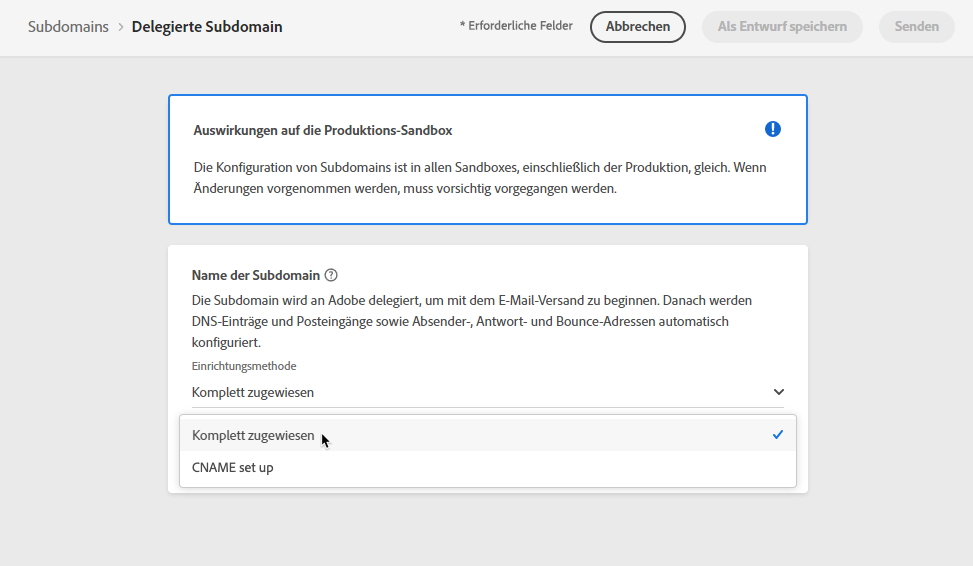 Subdomains > Delegierte Subdomain
* Erforderliche Felder
Abbrechen
Als Entwurf speichern
Senden
Auswirkungen auf die Produktions-Sandbox
Die Konfiguration von Subdomains ist in allen Sandboxes, einschließlich der Produktion, gleich. Wenn
Änderungen vorgenommen werden, muss vorsichtig vorgegangen werden.
Name der Subdomain
Die Subdomain wird an Adobe delegiert, um mit dem E-Mail-Versand zu beginnen. Danach werden
DNS-Einträge und Posteingänge sowie Absender-, Antwort- und Bounce-Adressen automatisch
konfiguriert.
Einrichtungsmethode
Komplett zugewiesen
Komplett zugewiesen
CNAME set up